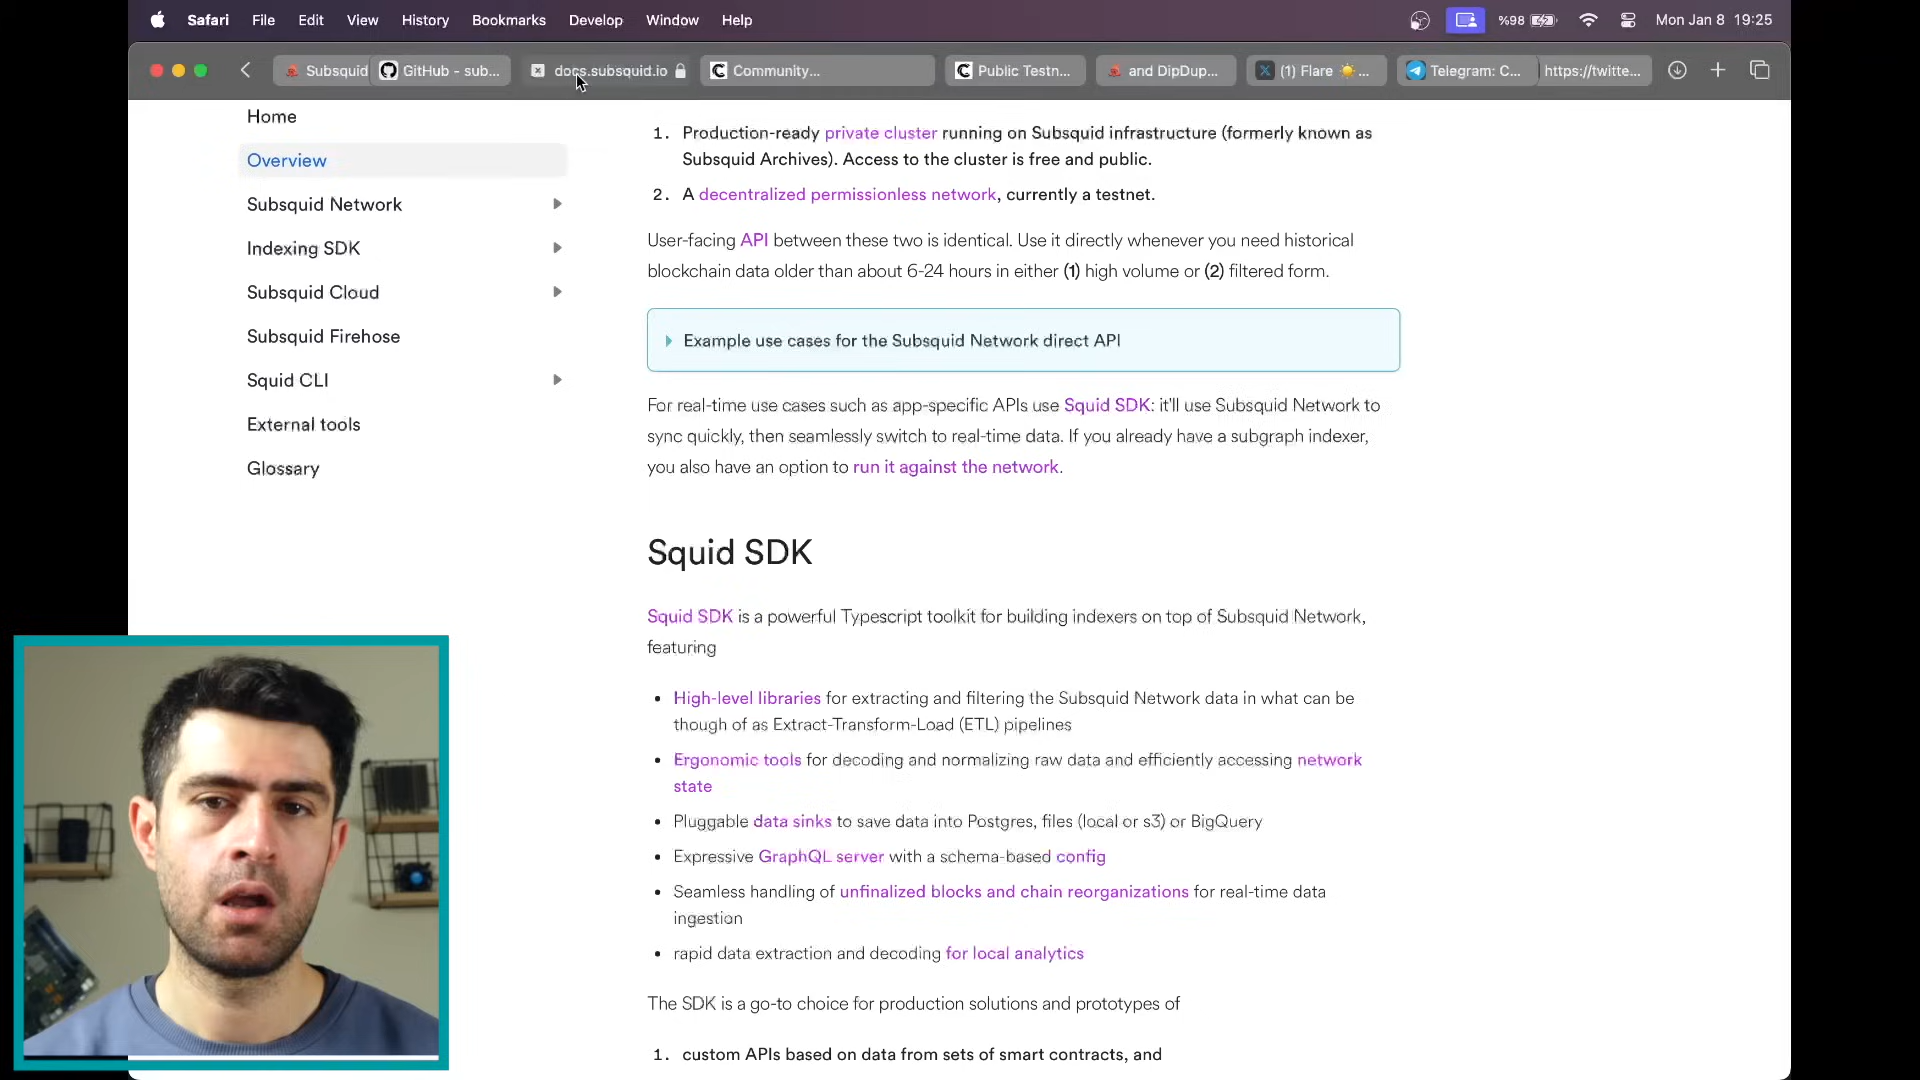 Safari File Edit View History Bookmarks Develop Window Help %98 Mon Jan 8 19:25
Subsquid GitHub - sub... docs.subsquid.io Community... Public Testn... and DipDup... (1) Flare ☀️... Telegram: C... https://twitte...
Home
Overview
Subsquid Network
Indexing SDK
Subsquid Cloud
Subsquid Firehose
Squid CLI
External tools
Glossary
1. Production-ready private cluster running on Subsquid infrastructure (formerly known as
Subsquid Archives). Access to the cluster is free and public.
2. A decentralized permissionless network, currently a testnet.
User-facing API between these two is identical. Use it directly whenever you need historical
blockchain data older than about 6-24 hours in either (1) high volume or (2) filtered form.
Example use cases for the Subsquid Network direct API
For real-time use cases such as app-specific APIs use Squid SDK: it'll use Subsquid Network to
sync quickly, then seamlessly switch to real-time data. If you already have a subgraph indexer,
you also have an option to run it against the network.
Squid SDK
Squid SDK is a powerful Typescript toolkit for building indexers on top of Subsquid Network,
featuring
• High-level libraries for extracting and filtering the Subsquid Network data in what can be
though of as Extract-Transform-Load (ETL) pipelines
• Ergonomic tools for decoding and normalizing raw data and efficiently accessing network
state
• Pluggable data sinks to save data into Postgres, files (local or s3) or BigQuery
• Expressive GraphQL server with a schema-based config
• Seamless handling of unfinalized blocks and chain reorganizations for real-time data
ingestion
• rapid data extraction and decoding for local analytics
The SDK is a go-to choice for production solutions and prototypes of
1. custom APIs based on data from sets of smart contracts, and